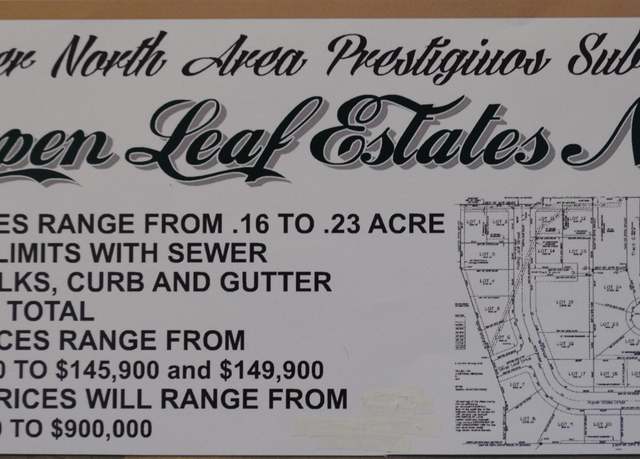 er North Area Prestigiuos Sub
pen Leaf Estates N
ES RANGE FROM .16 TO .23 ACRE
LIMITS WITH SEWER
LKS, CURB AND GUTTER
TOTAL
CES RANGE FROM
0 TO $145,900 and $149,900
RICES WILL RANGE FROM
0 TO $900,000